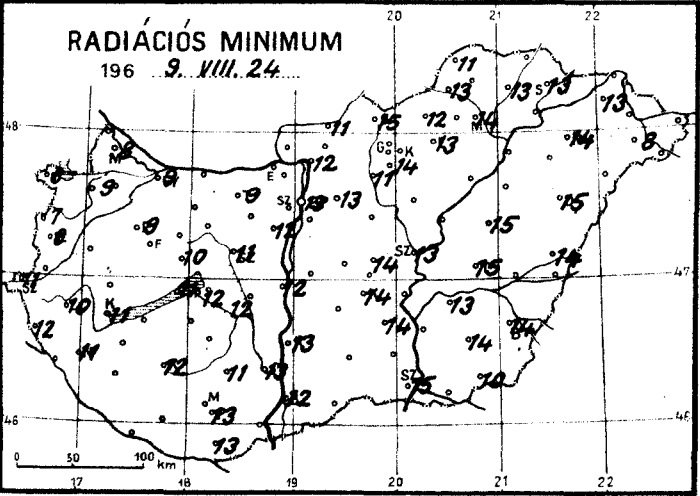 RADIÁCIÓS MINIMUM
196 9. VIII. 24
20 21 22
11
13 13 S 13 13
48 11 15 12 14 M 14 8
M 8 12 G K 13
14
8 9 9 E 11
7 9 SZ 13 13 15
8 9 F 12 15
10 11 SZ 13 14
14 15 47
10 K 11 12 S 12 12 14 13
12 14 14 B
11 13 14
12 11 SZ 15 10
M 13 12
46 46
13
0 50 100 km
17 18 19 20 21 22